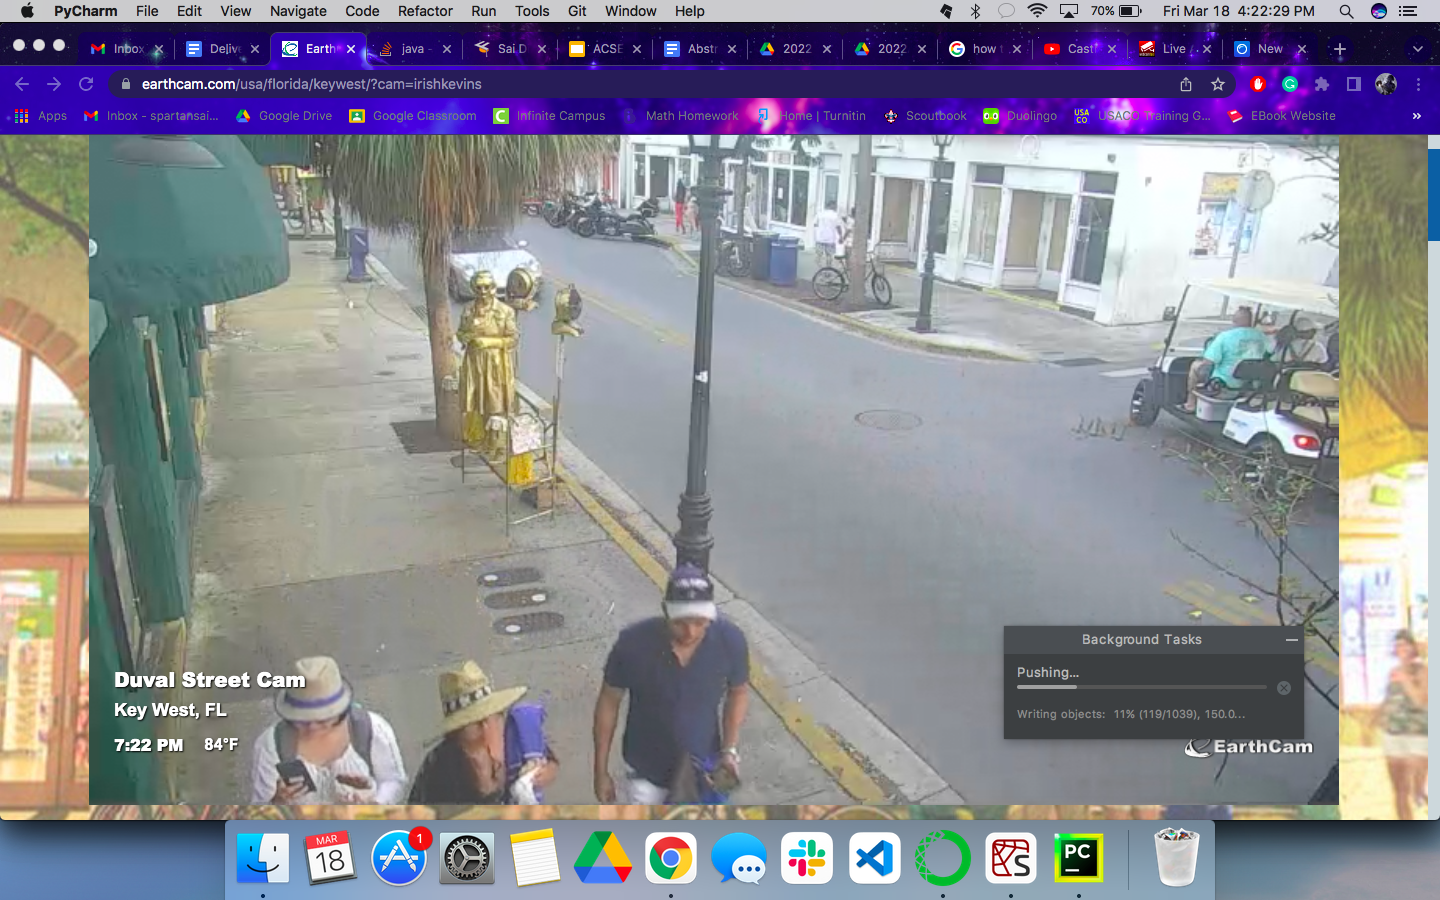 PyCharm File Edit View Navigate Code Refactor Run Tools Git Window Help 70% Fri Mar 18 4:22:29 PM
Inbox Delive Earth java - Sai D ACSE Abstr 2022 2022 how t Cast Live / New
earthcam.com/usa/florida/keywest/?cam=irishkevins
Apps Inbox - spartansai... Google Drive Google Classroom Infinite Campus Math Homework Home | Turnitin Scoutbook Duolingo USACO Training G... EBook Website »
Background Tasks
Pushing...
Writing objects: 11% (119/1039), 150.0...
Duval Street Cam
Key West, FL
7:22 PM 84°F
EarthCam
MAR
18
1
PC